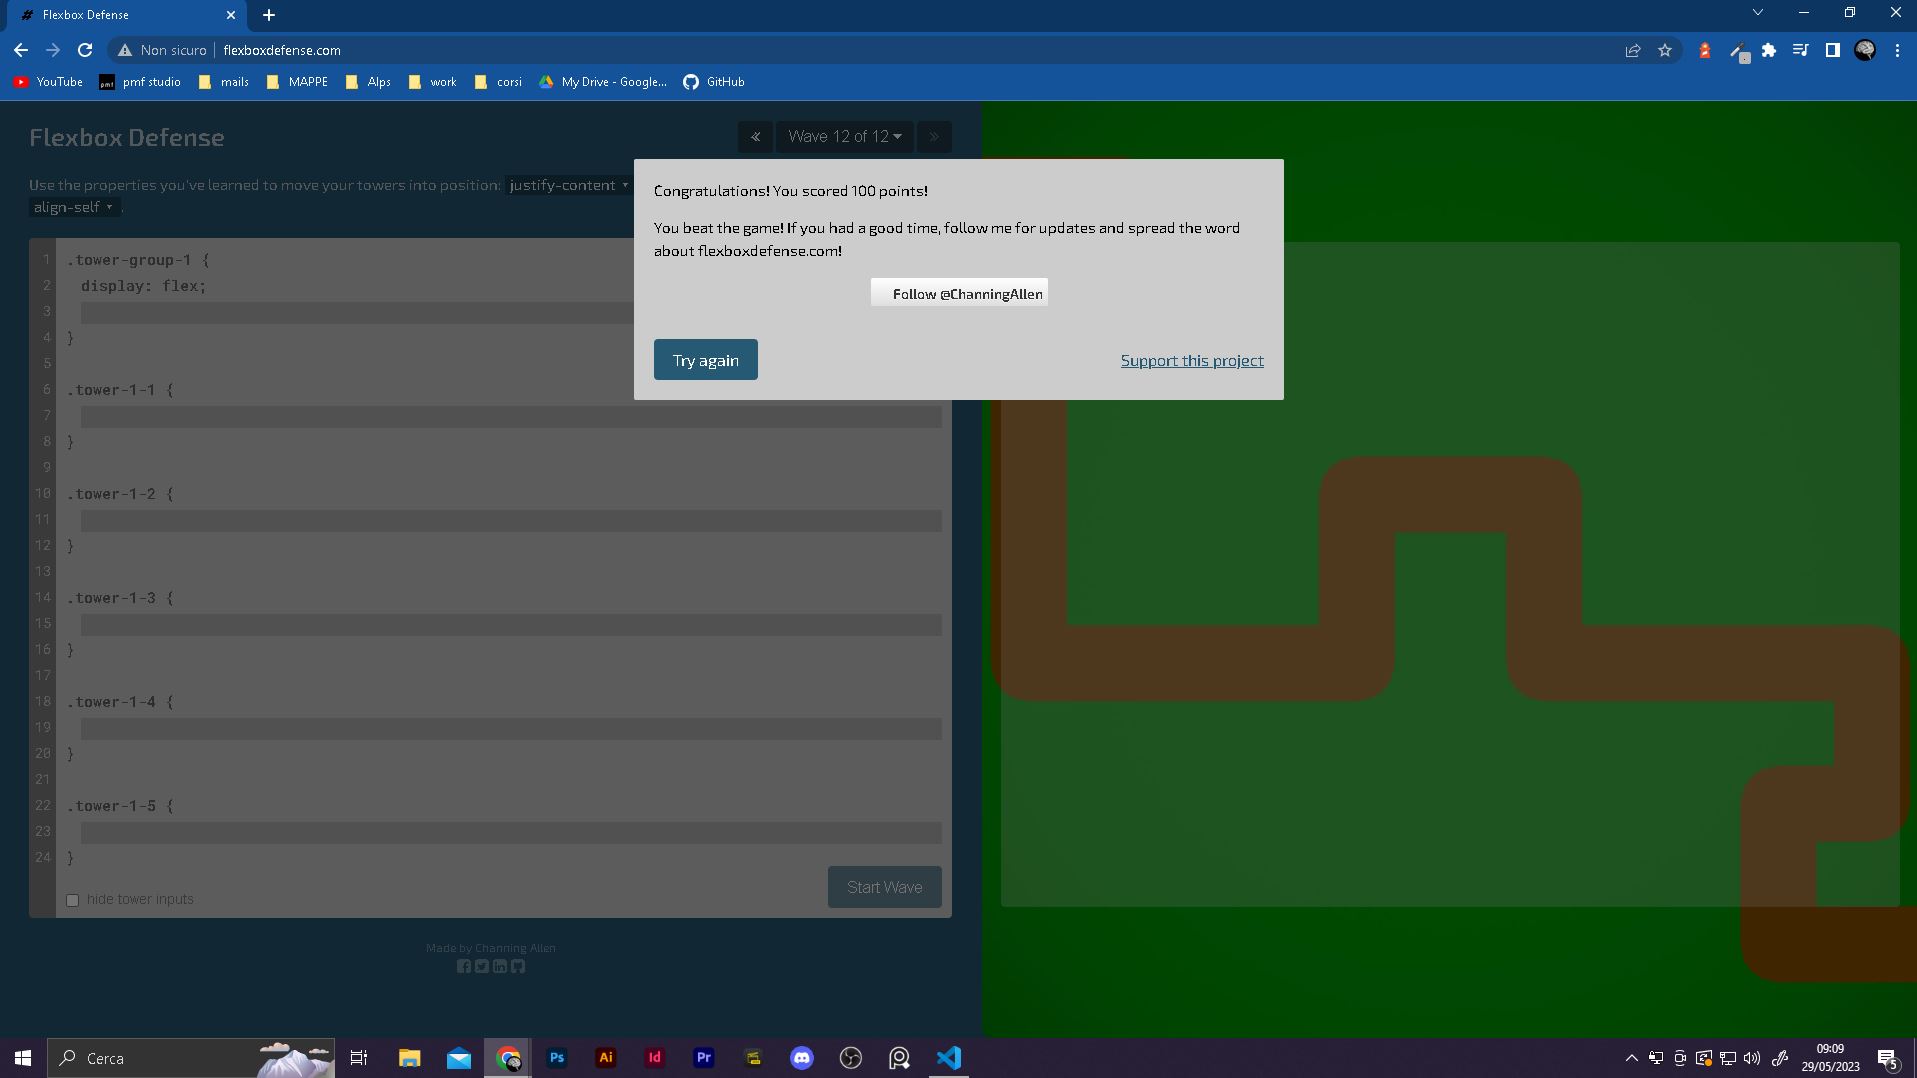 Flexbox Defense
Non sicuro
flexboxdefense.com
YouTube
pmf
pmf studio
mails
MAPPE
Alps
work
corsi
My Drive - Google...
GitHub
Flexbox Defense
Wave 12 of 12
Use the properties you've learned to move your towers into position: justify-content
align-self .
Congratulations! You scored 100 points!
You beat the game! If you had a good time, follow me for updates and spread the word
about flexboxdefense.com!
Follow @ChanningAllen
Try again
Support this project
1 .tower-group-1 {
2 display: flex;
3
4 }
5
6 .tower-1-1 {
7
8 }
9
10 .tower-1-2 {
11
12 }
13
14 .tower-1-3 {
15
16 }
17
18 .tower-1-4 {
19
20 }
21
22 .tower-1-5 {
23
24 }
hide tower inputs
Start Wave
Made by Channing Allen
Cerca
Ps
Ai
Id
Pr
09:09
29/05/2023
5